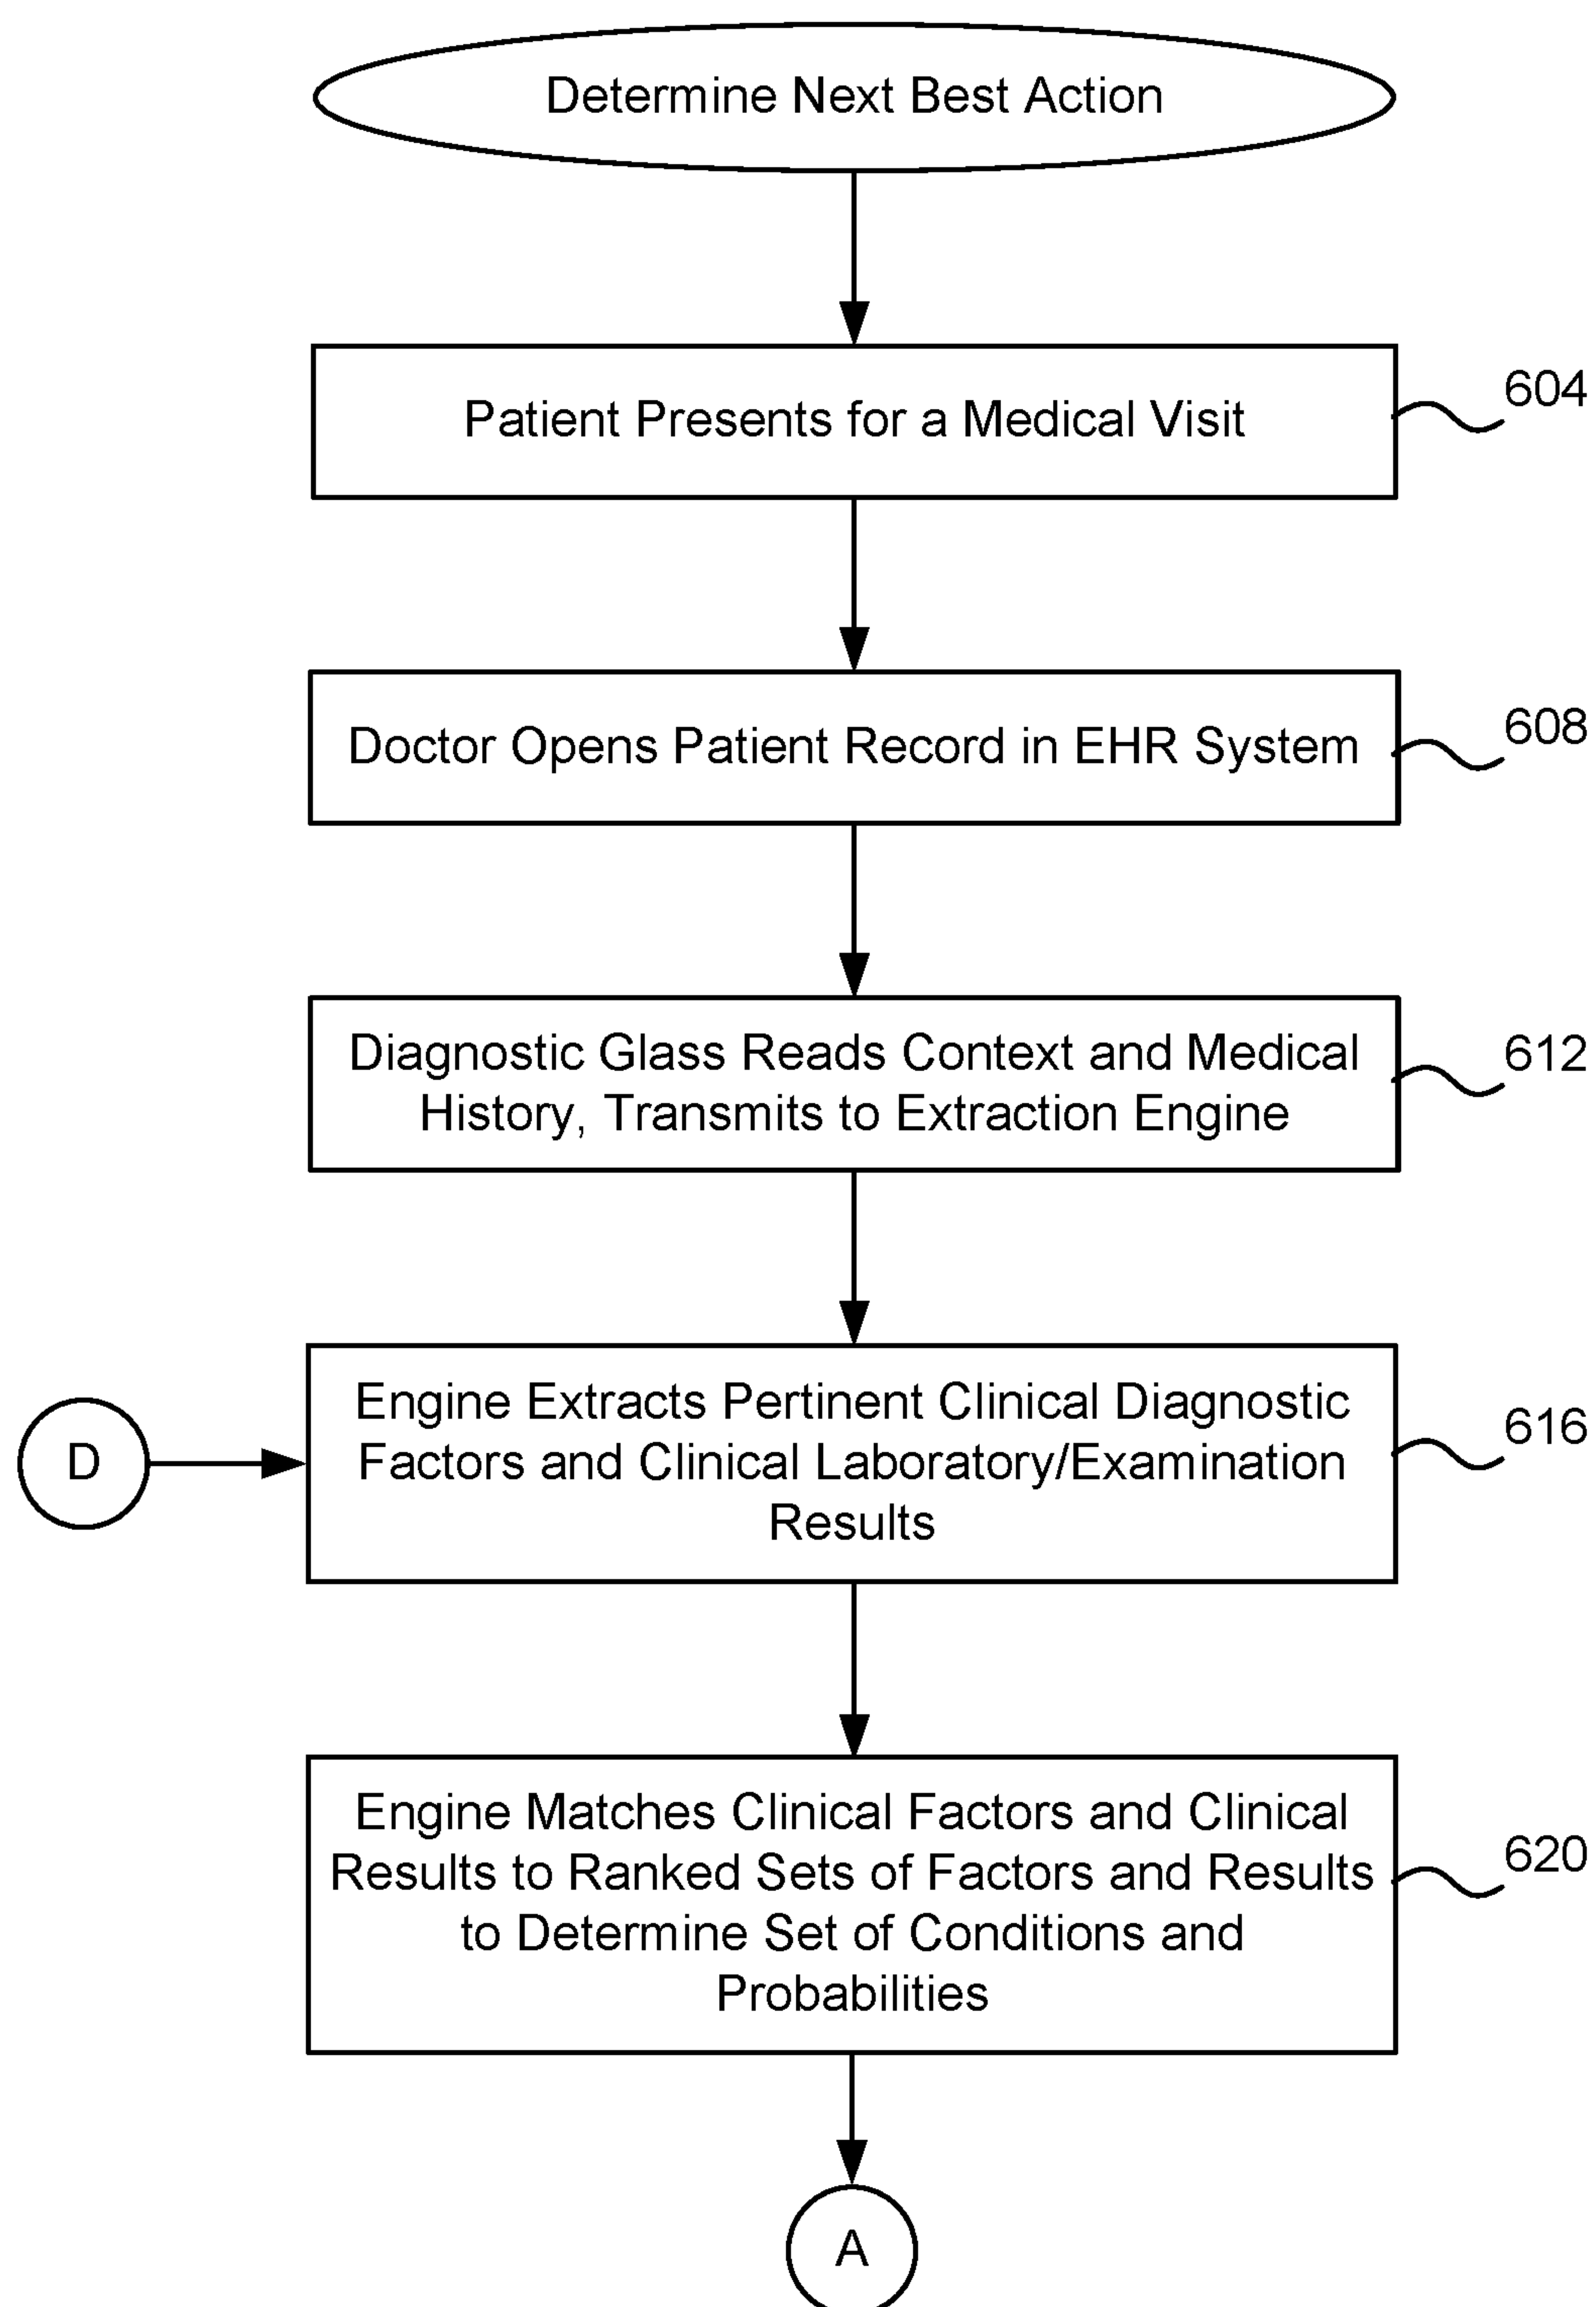 Determine Next Best Action
Patient Presents for a Medical Visit
604
Doctor Opens Patient Record in EHR System
608
Diagnostic Glass Reads Context and Medical
History, Transmits to Extraction Engine
612
D
Engine Extracts Pertinent Clinical Diagnostic
Factors and Clinical Laboratory/Examination
Results
616
Engine Matches Clinical Factors and Clinical
Results to Ranked Sets of Factors and Results
to Determine Set of Conditions and
Probabilities
620
A